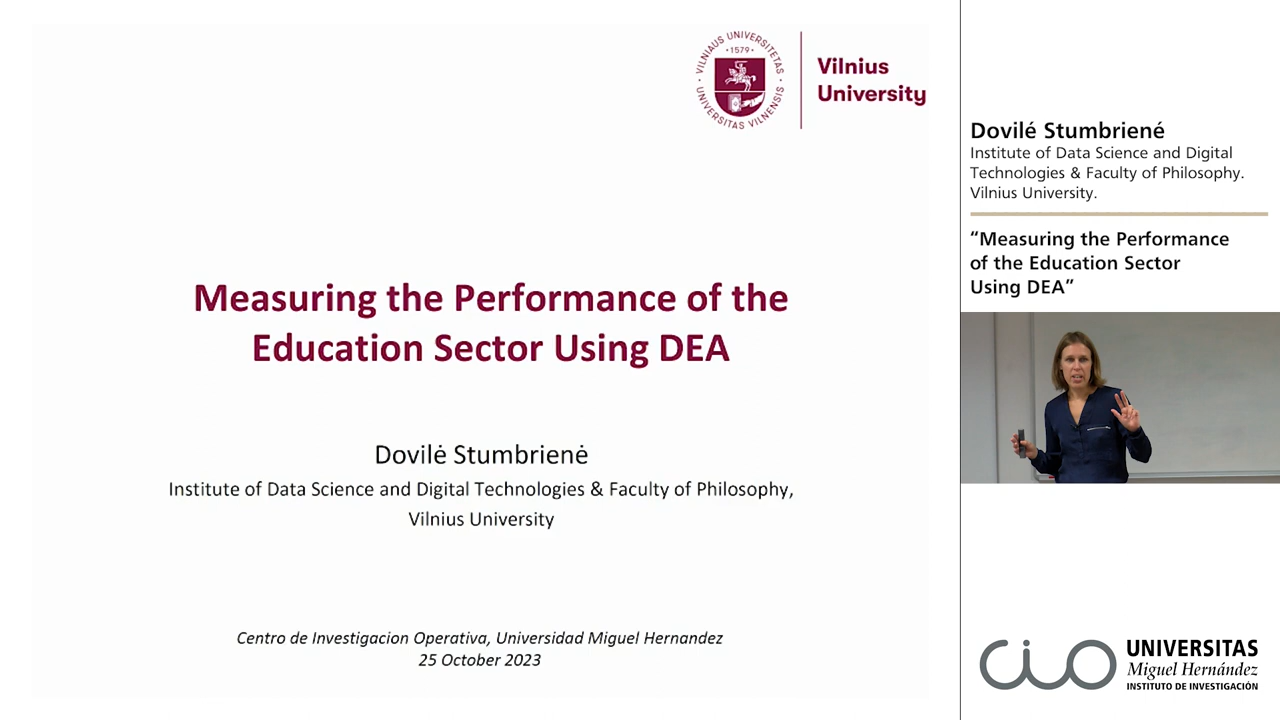 VILNIAUS UNIVERSITETAS
1579
UNIVERSITAS VILNENSIS
Vilnius
University
Measuring the Performance of the
Education Sector Using DEA
Dovilė Stumbrienė
Institute of Data Science and Digital Technologies & Faculty of Philosophy,
Vilnius University
Centro de Investigacion Operativa, Universidad Miguel Hernandez
25 October 2023
Dovilé Stumbriené
Institute of Data Science and Digital
Technologies & Faculty of Philosophy.
Vilnius University.
“Measuring the Performance
of the Education Sector
Using DEA”
cio
UNIVERSITAS
Miguel Hernández
INSTITUTO DE INVESTIGACIÓN